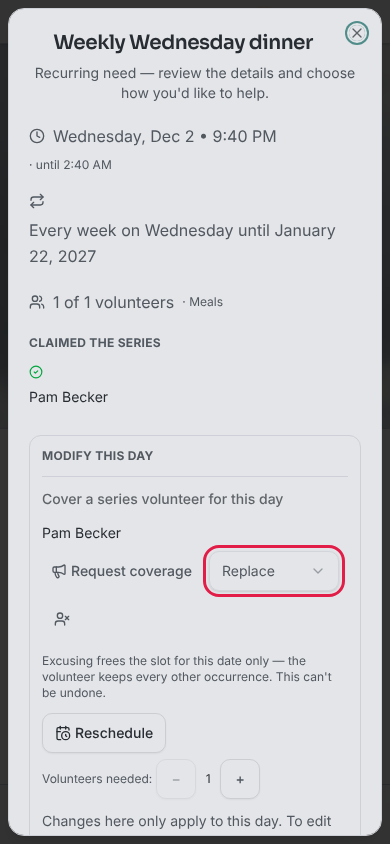 Weekly Wednesday dinner
Recurring need — review the details and choose
how you'd like to help.
Wednesday, Dec 2 • 9:40 PM
· until 2:40 AM
Every week on Wednesday until January
22, 2027
1 of 1 volunteers · Meals
CLAIMED THE SERIES
Pam Becker
MODIFY THIS DAY
Cover a series volunteer for this day
Pam Becker
Request coverage Replace
Excusing frees the slot for this date only — the
volunteer keeps every other occurrence. This can't
be undone.
Reschedule
Volunteers needed: − 1 +
Changes here only apply to this day. To edit